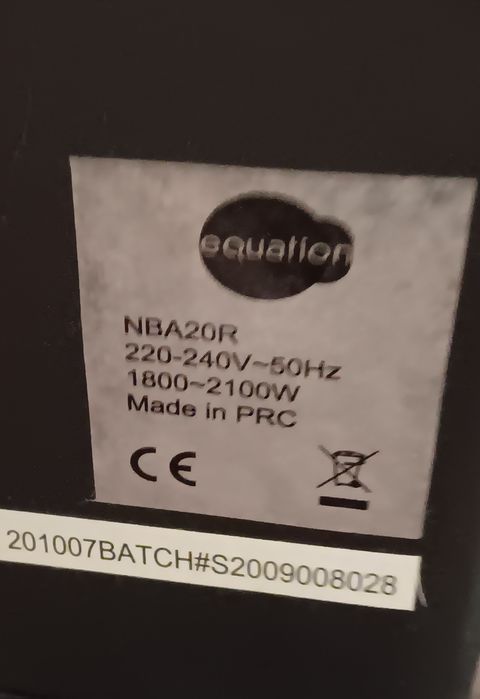 equation
NBA20R
220-240V~50Hz
1800~2100W
Made in PRC
CE
201007BATCH#S2009008028